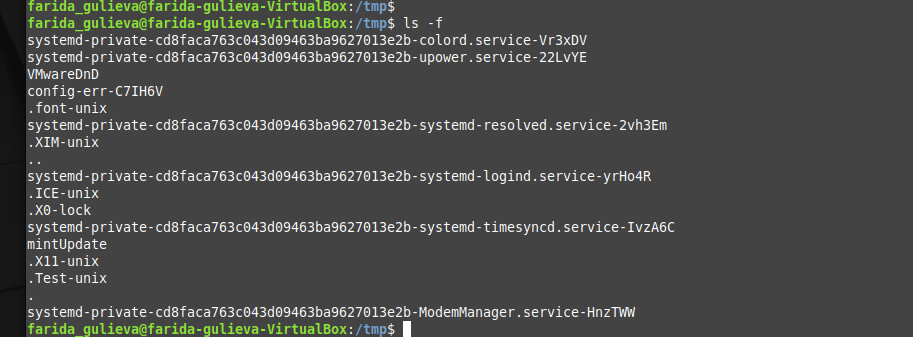 farida_gulieva@farida-gulieva-VirtualBox:/tmp$
farida_gulieva@farida-gulieva-VirtualBox:/tmp$ ls -f
systemd-private-cd8faca763c043d09463ba9627013e2b-colord.service-Vr3xDV
systemd-private-cd8faca763c043d09463ba9627013e2b-upower.service-22LvYE
VMwareDnD
config-err-C7IH6V
.font-unix
systemd-private-cd8faca763c043d09463ba9627013e2b-systemd-resolved.service-2vh3Em
.XIM-unix
..
systemd-private-cd8faca763c043d09463ba9627013e2b-systemd-logind.service-yrHo4R
.ICE-unix
.X0-lock
systemd-private-cd8faca763c043d09463ba9627013e2b-systemd-timesyncd.service-IvzA6C
mintUpdate
.X11-unix
.Test-unix
.
systemd-private-cd8faca763c043d09463ba9627013e2b-ModemManager.service-HnzTWW
farida_gulieva@farida-gulieva-VirtualBox:/tmp$